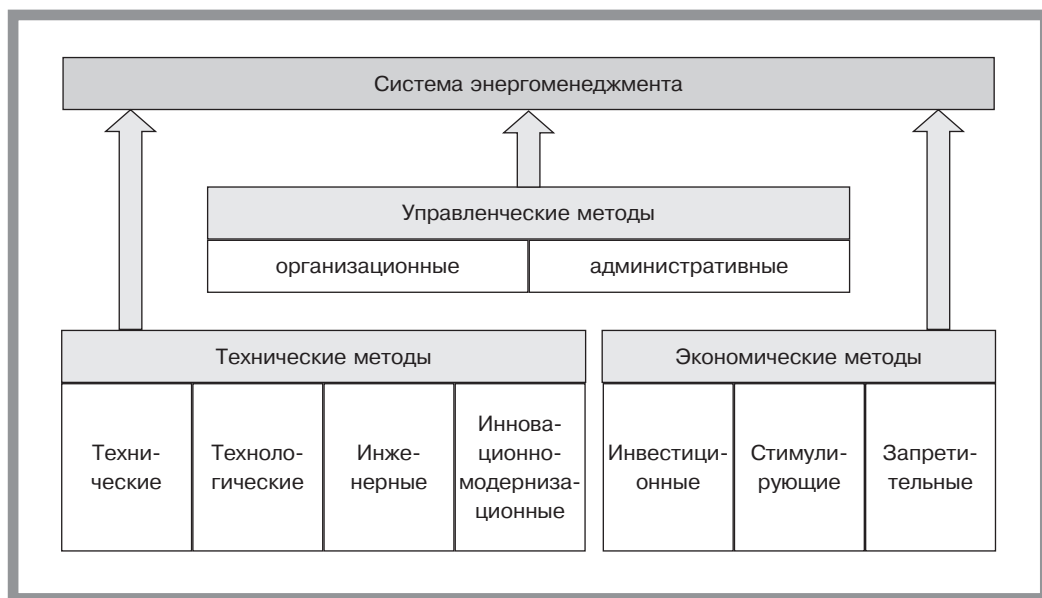 Система энергоменеджмента
Управленческие методы
организационные
административные
Технические методы
Техни-
ческие
Техноло-
гические
Инже-
нерные
Иннова-
ционно-
модерниза-
ционные
Экономические методы
Инвестици-
онные
Стимули-
рующие
Запрети-
тельные